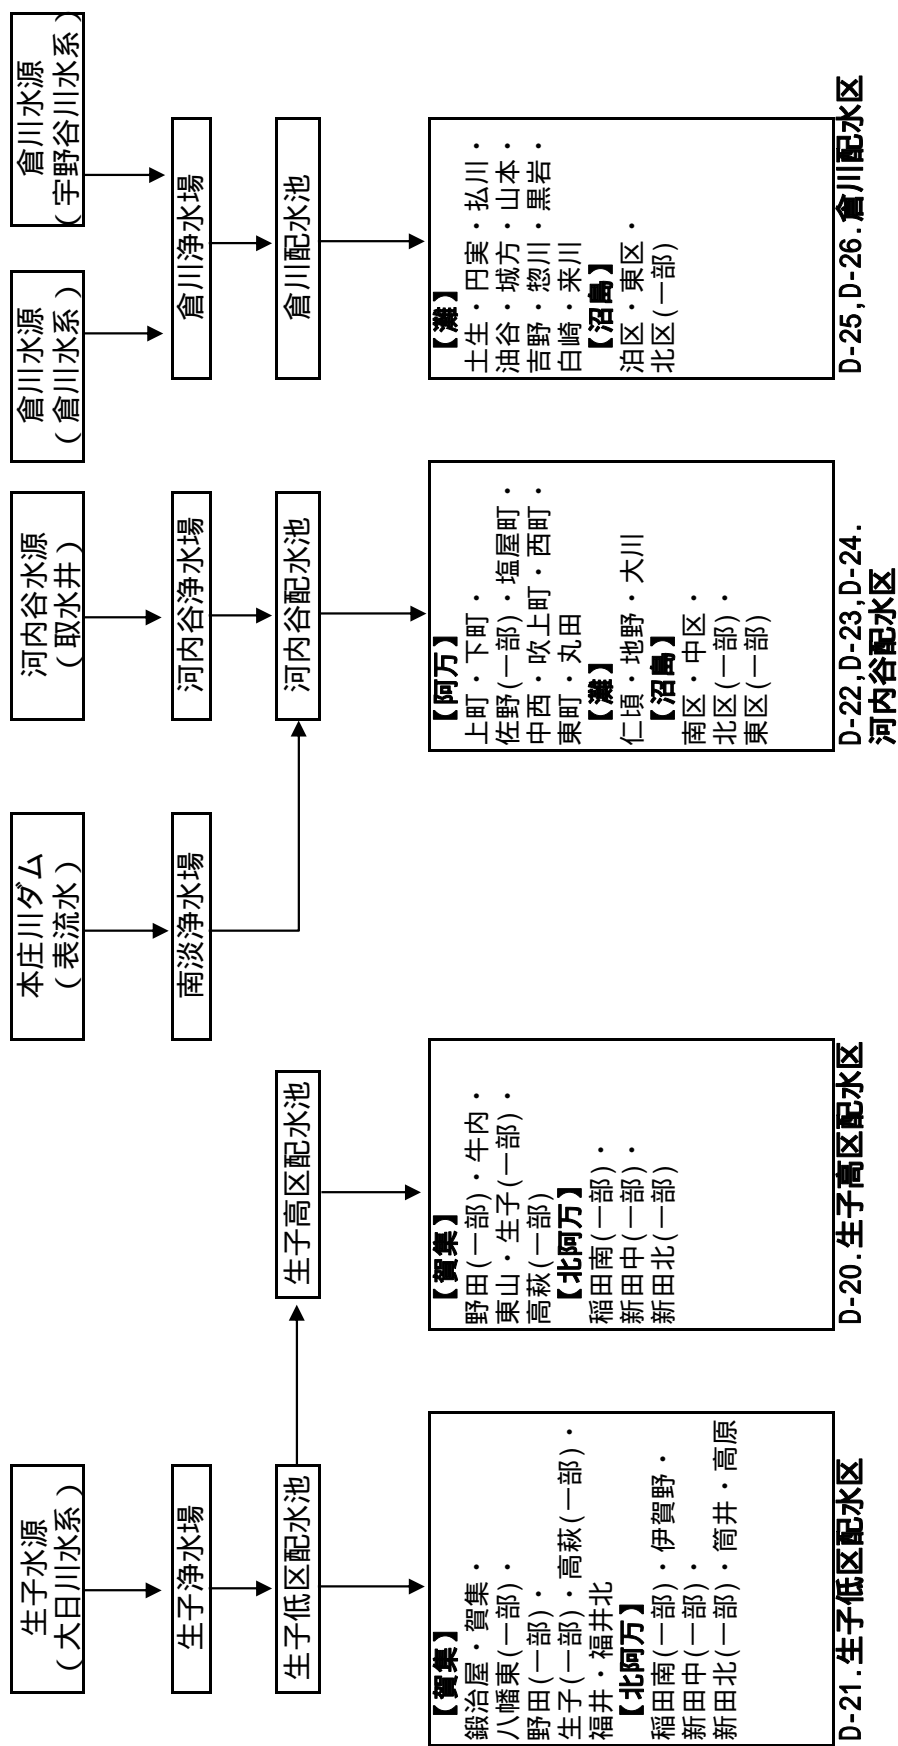 生子水源
(大日川水系)
生子浄水場
生子低区配水池
【賀集】
鍛治屋・賀集・
八幡東(一部)・
野田(一部)・
生子(一部)・高萩(一部)・
福井・福井北
【北阿万】
稲田南(一部)・伊賀野・
新田中(一部)・
新田北(一部)・筒井・高原
D-21.生子低区配水区
生子高区配水池
【賀集】
野田(一部)・牛内・
東山・生子(一部)・
高萩(一部)
【北阿万】
稲田南(一部)・
新田中(一部)・
新田北(一部)
D-20.生子高区配水区
本庄川ダム
(表流水)
南淡浄水場
河内谷水源
(取水井)
河内谷浄水場
河内谷配水池
【阿万】
上町・下町・
佐野(一部)・塩屋町・
中西・吹上町・西町・
東町・丸田
【灘】
仁頃・地野・大川
【沼島】
南区・中区・
北区(一部)・
東区(一部)
D-22,D-23,D-24.
河内谷配水区
倉川水源
(倉川水系)
倉川水源
(宇野谷川水系)
倉川浄水場
倉川配水池
【灘】
土生・円実・払川・
油谷・城方・山本・
吉野・惣川・黒岩・
白崎・来川
【沼島】
泊区・東区・
北区(一部)
D-25,D-26.倉川配水区